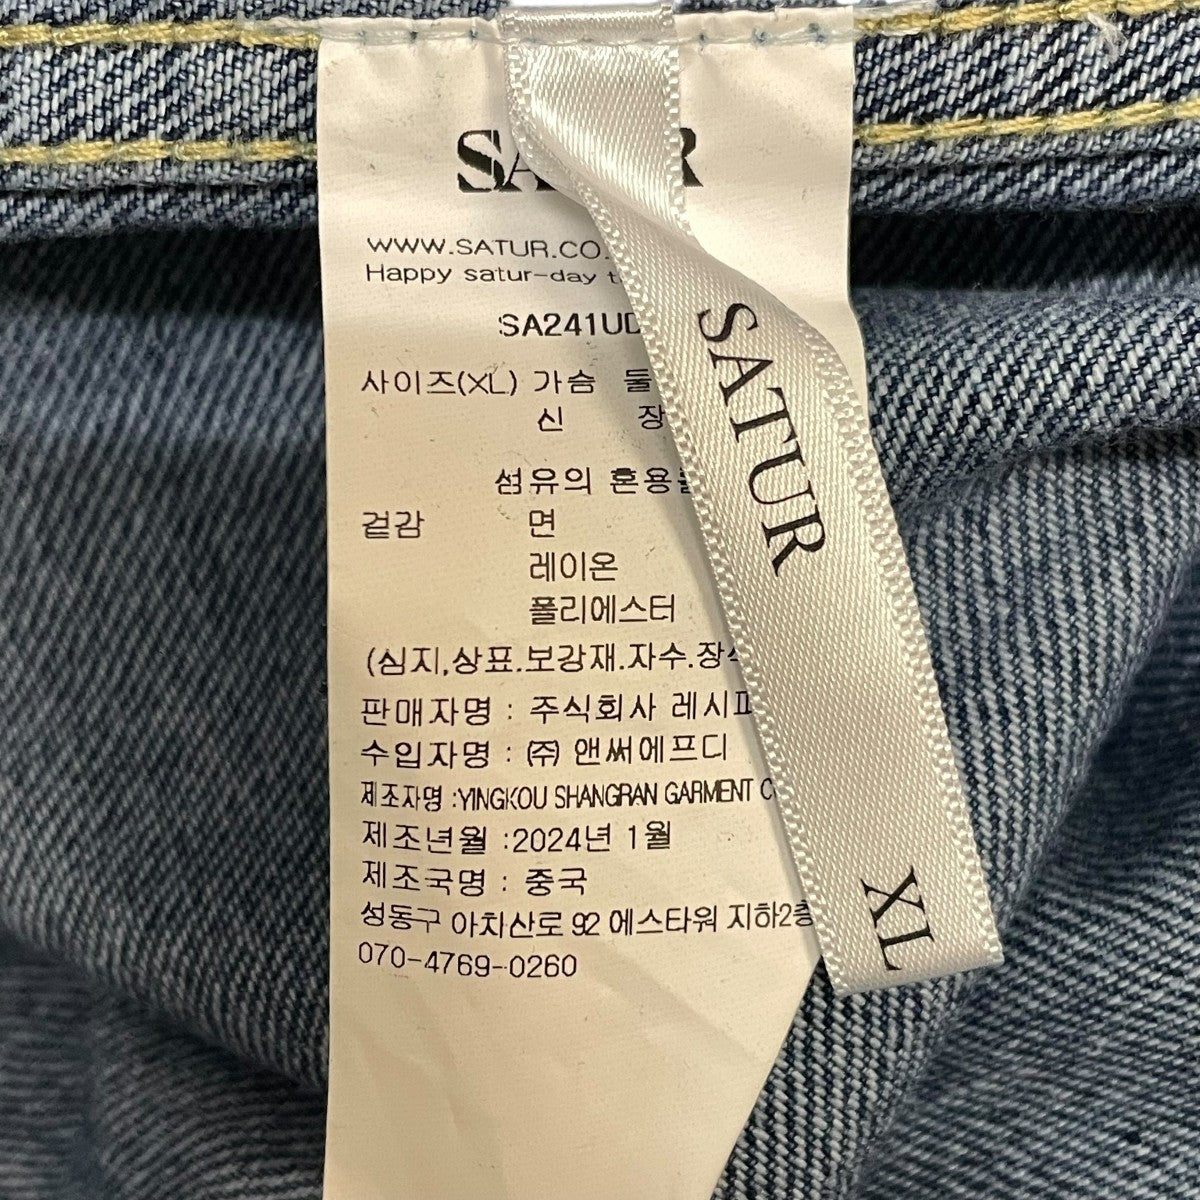 WWW.SATUR.CO.
Happy satur-day
SA241UD
사이즈(XL) 가슴 둘
신 장
섬유의 혼용
겉감 면
레이온
폴리에스터
(심지,상표.보강재.자수.장
판매자명 : 주식회사 레시피
수입자명 : ㈜ 앤써에프디
제조자명 :YINGKOU SHANGRAN GARMENT
제조년월 :2024년 1월
제조국명 : 중국
성동구 아차산로 92 에스타워 지하2층
070-4769-0260
SATUR
XL